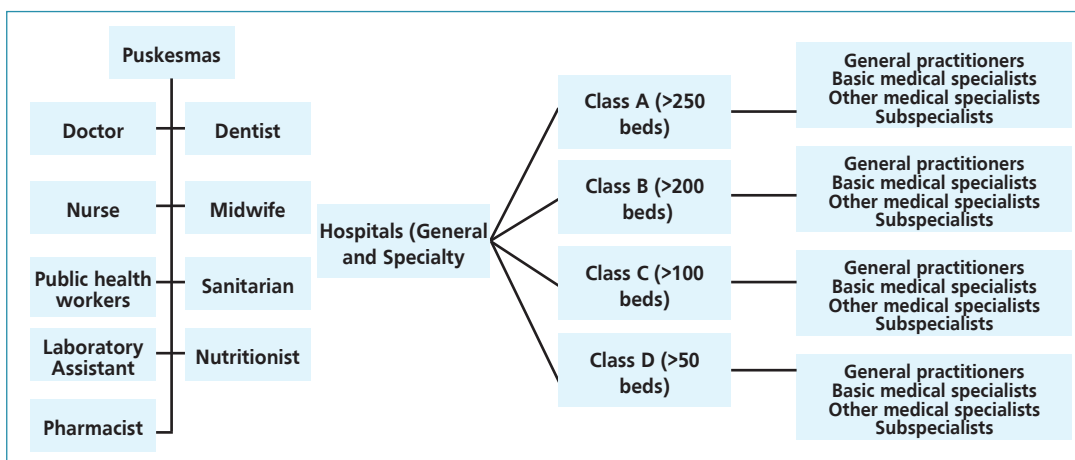 Puskesmas
Doctor
Dentist
Nurse
Midwife
Public health
workers
Sanitarian
Laboratory
Assistant
Nutritionist
Pharmacist
Hospitals (General
and Specialty
Class A (>250
beds)
General practitioners
Basic medical specialists
Other medical specialists
Subspecialists
Class B (>200
beds)
General practitioners
Basic medical specialists
Other medical specialists
Subspecialists
Class C (>100
beds)
General practitioners
Basic medical specialists
Other medical specialists
Subspecialists
Class D (>50
beds)
General practitioners
Basic medical specialists
Other medical specialists
Subspecialists